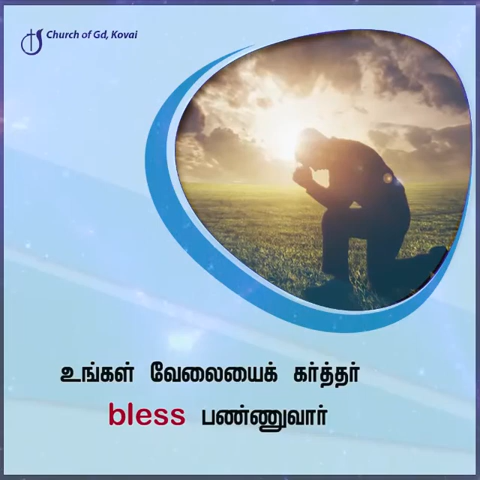 Church of Gd, Kovai
உங்கள் வேலையைக் கர்த்தர்
bless பண்ணுவார்